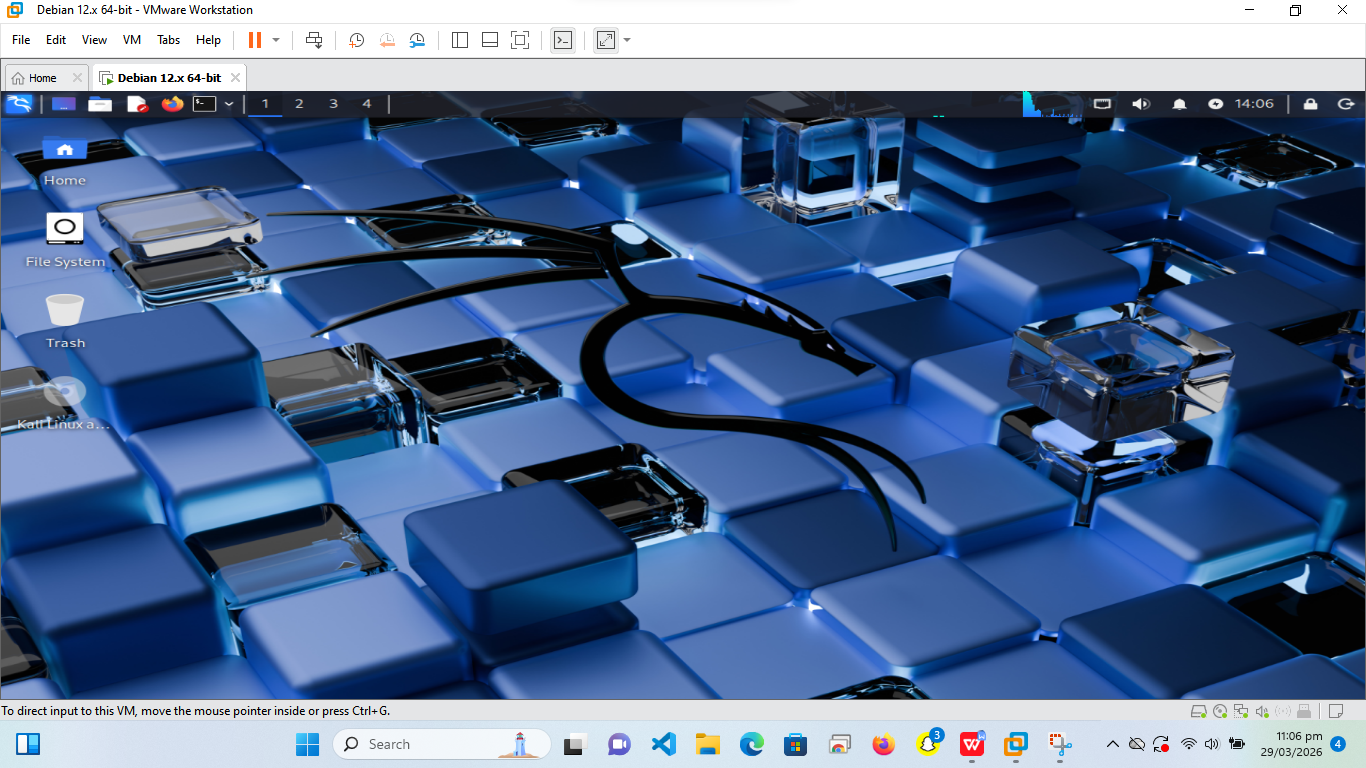 Debian 12.x 64-bit - VMware Workstation
File Edit View VM Tabs Help
Home Debian 12.x 64-bit
1 2 3 4 14:06
Home
File System
Trash
Kali Linux a...
To direct input to this VM, move the mouse pointer inside or press Ctrl+G.
Search
3
11:06 pm
29/03/2026
4